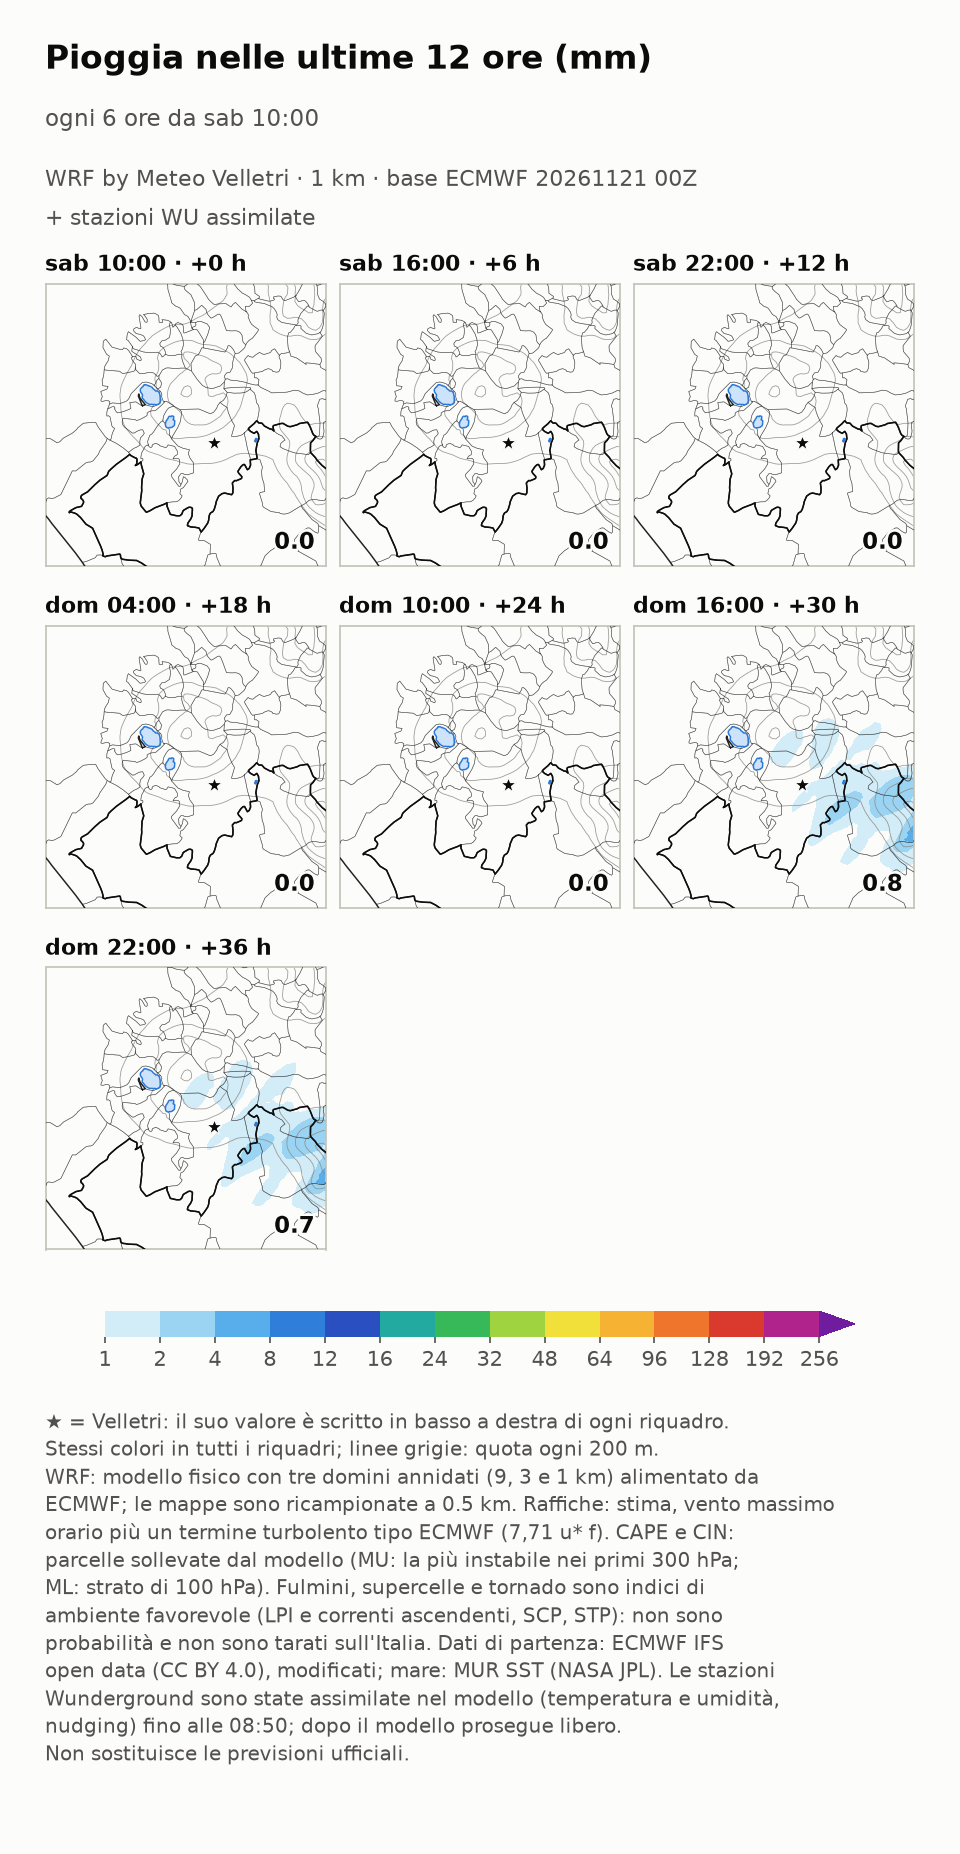 Pioggia nelle ultime 12 ore (mm)
ogni 6 ore da sab 10:00
WRF by Meteo Velletri · 1 km · base ECMWF 20261121 00Z
+ stazioni WU assimilate
sab 10:00 · +0 h
sab 16:00 · +6 h
sab 22:00 · +12 h
0.0
0.0
0.0
dom 04:00 · +18 h
dom 10:00 · +24 h
dom 16:00 · +30 h
0.0
0.0
0.8
dom 22:00 · +36 h
0.7
1 2 4 8 12 16 24 32 48 64 96 128 192 256
★ = Velletri: il suo valore è scritto in basso a destra di ogni riquadro.
Stessi colori in tutti i riquadri; linee grigie: quota ogni 200 m.
WRF: modello fisico con tre domini annidati (9, 3 e 1 km) alimentato da
ECMWF; le mappe sono ricampionate a 0.5 km. Raffiche: stima, vento massimo
orario più un termine turbolento tipo ECMWF (7,71 u* f). CAPE e CIN:
parcelle sollevate dal modello (MU: la più instabile nei primi 300 hPa;
ML: strato di 100 hPa). Fulmini, supercelle e tornado sono indici di
ambiente favorevole (LPI e correnti ascendenti, SCP, STP): non sono
probabilità e non sono tarati sull'Italia. Dati di partenza: ECMWF IFS
open data (CC BY 4.0), modificati; mare: MUR SST (NASA JPL). Le stazioni
Wunderground sono state assimilate nel modello (temperatura e umidità,
nudging) fino alle 08:50; dopo il modello prosegue libero.
Non sostituisce le previsioni ufficiali.